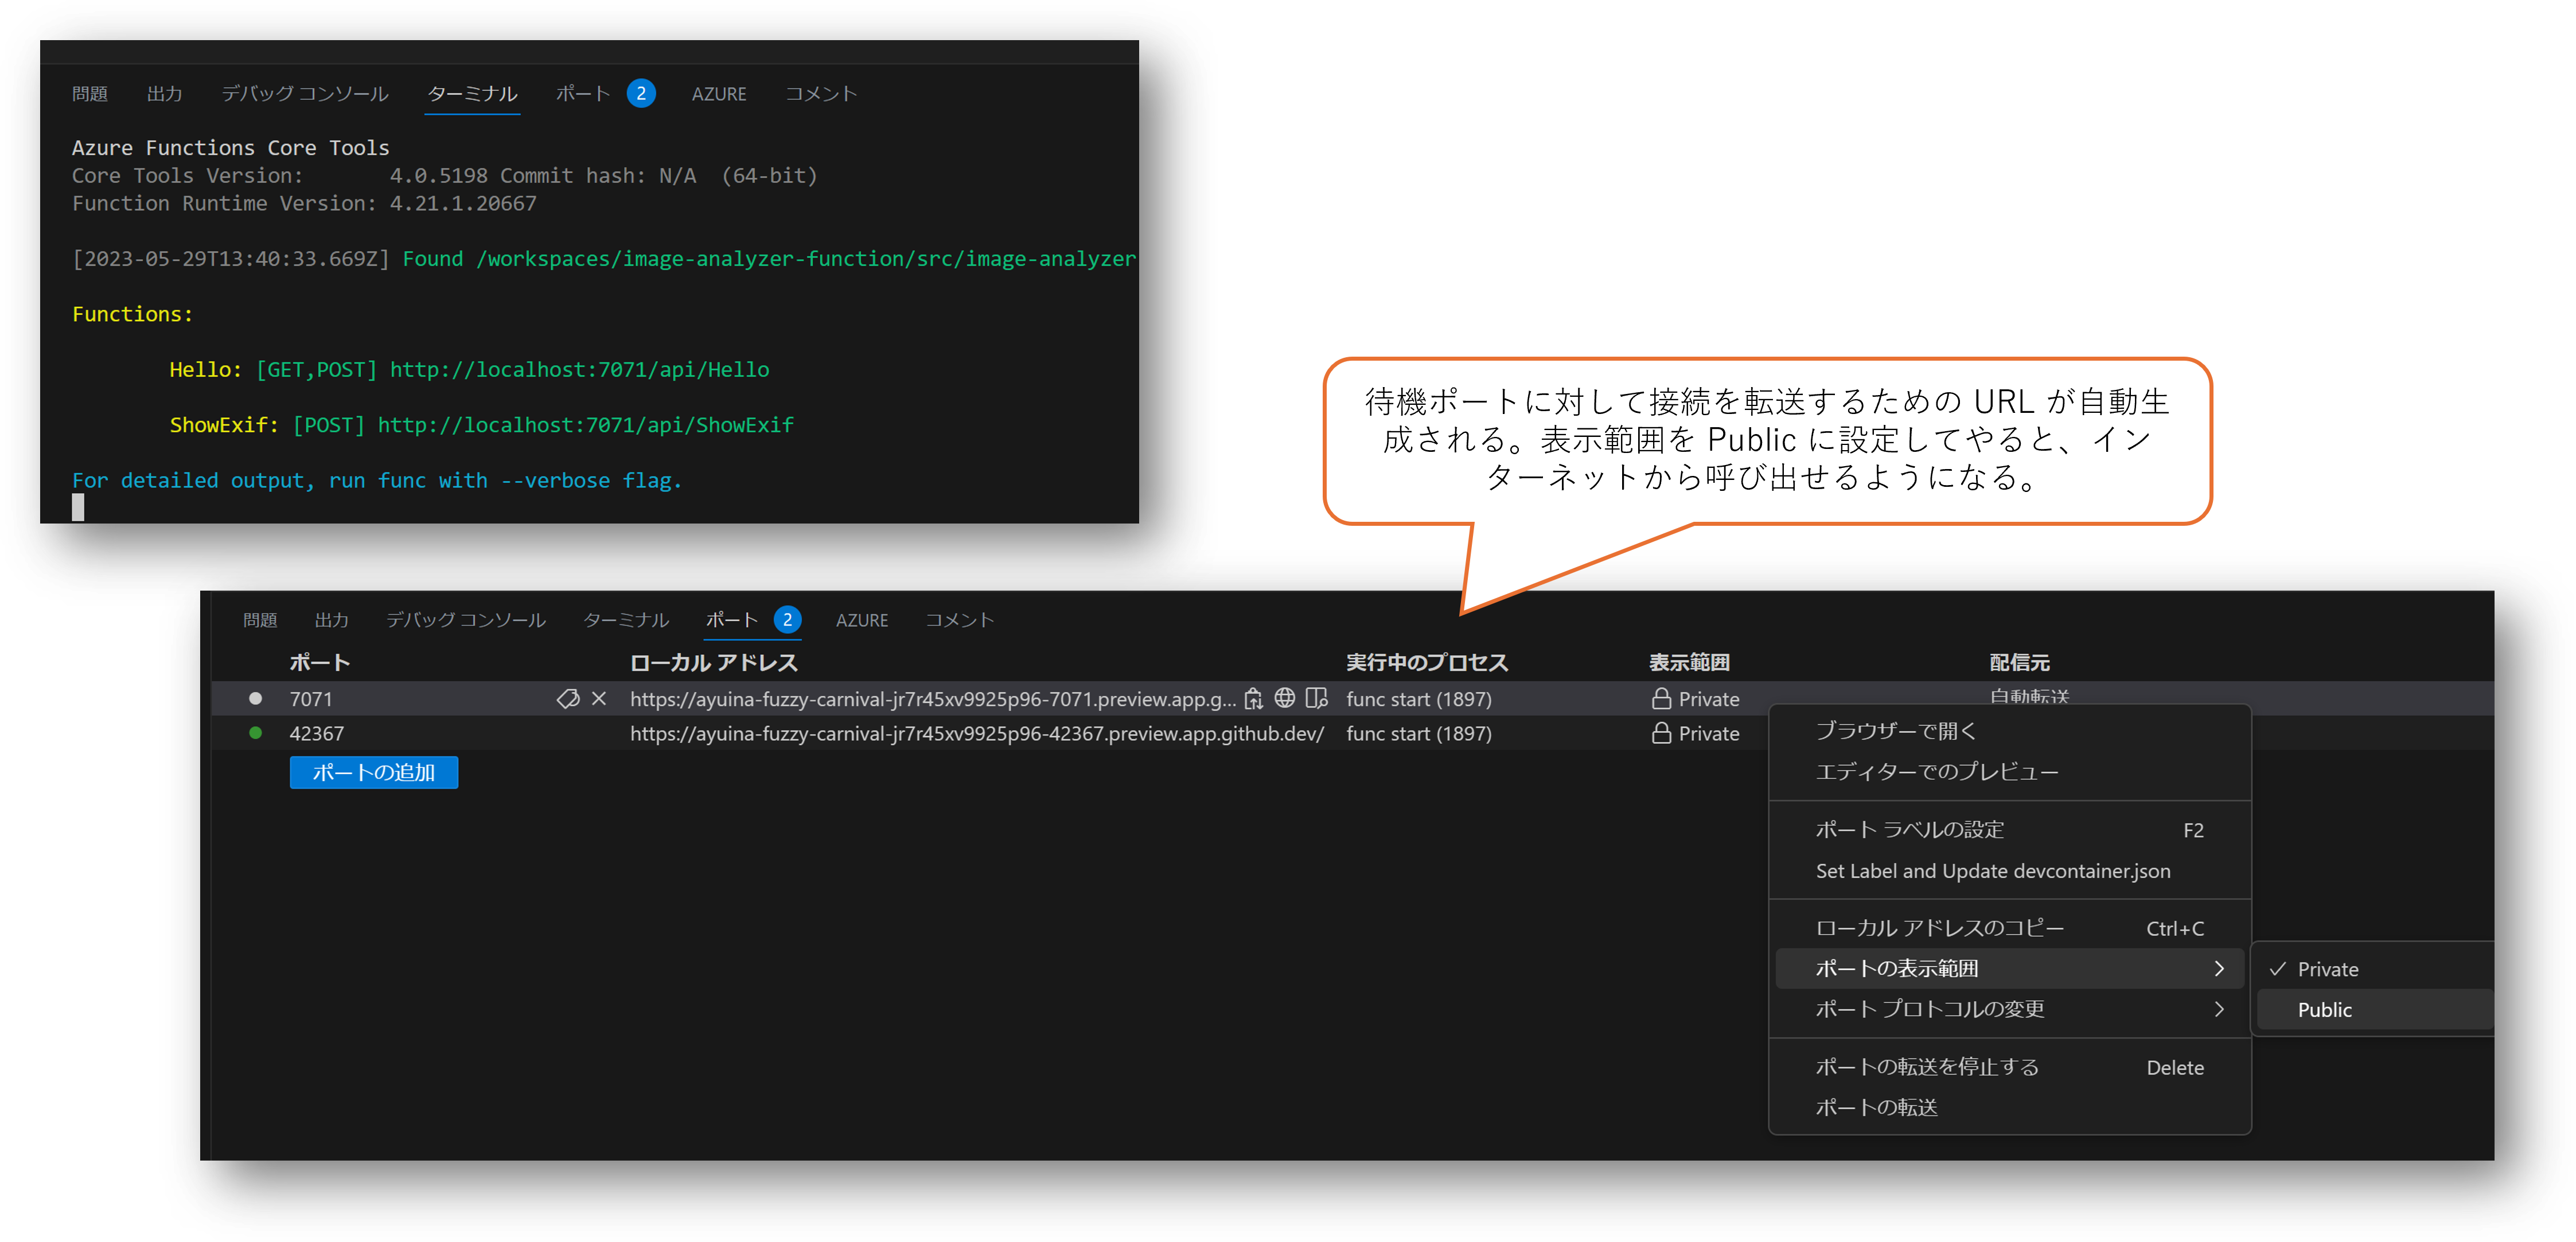 問題 出力 デバッグ コンソール ターミナル ポート 2 AZURE コメント
Azure Functions Core Tools
Core Tools Version: 4.0.5198 Commit hash: N/A (64-bit)
Function Runtime Version: 4.21.1.20667
[2023-05-29T13:40:33.669Z] Found /workspaces/image-analyzer-function/src/image-analyzer
Functions:
Hello: [GET,POST] http://localhost:7071/api/Hello
ShowExif: [POST] http://localhost:7071/api/ShowExif
For detailed output, run func with --verbose flag.
待機ポートに対して接続を転送するための URL が自動生
成される。表示範囲を Public に設定してやると、イン
ターネットから呼び出せるようになる。
問題 出力 デバッグ コンソール ターミナル ポート 2 AZURE コメント
ポート ローカル アドレス 実行中のプロセス 表示範囲 配信元
7071 https://ayuina-fuzzy-carnival-jr7r45xv9925p96-7071.preview.app.g... func start (1897) Private 自動転送
42367 https://ayuina-fuzzy-carnival-jr7r45xv9925p96-42367.preview.app.github.dev/ func start (1897) Private
ポートの追加
ブラウザーで開く
エディターでのプレビュー
ポート ラベルの設定 F2
Set Label and Update devcontainer.json
ローカル アドレスのコピー Ctrl+C
ポートの表示範囲
ポート プロトコルの変更
ポートの転送を停止する Delete
ポートの転送
Private
Public